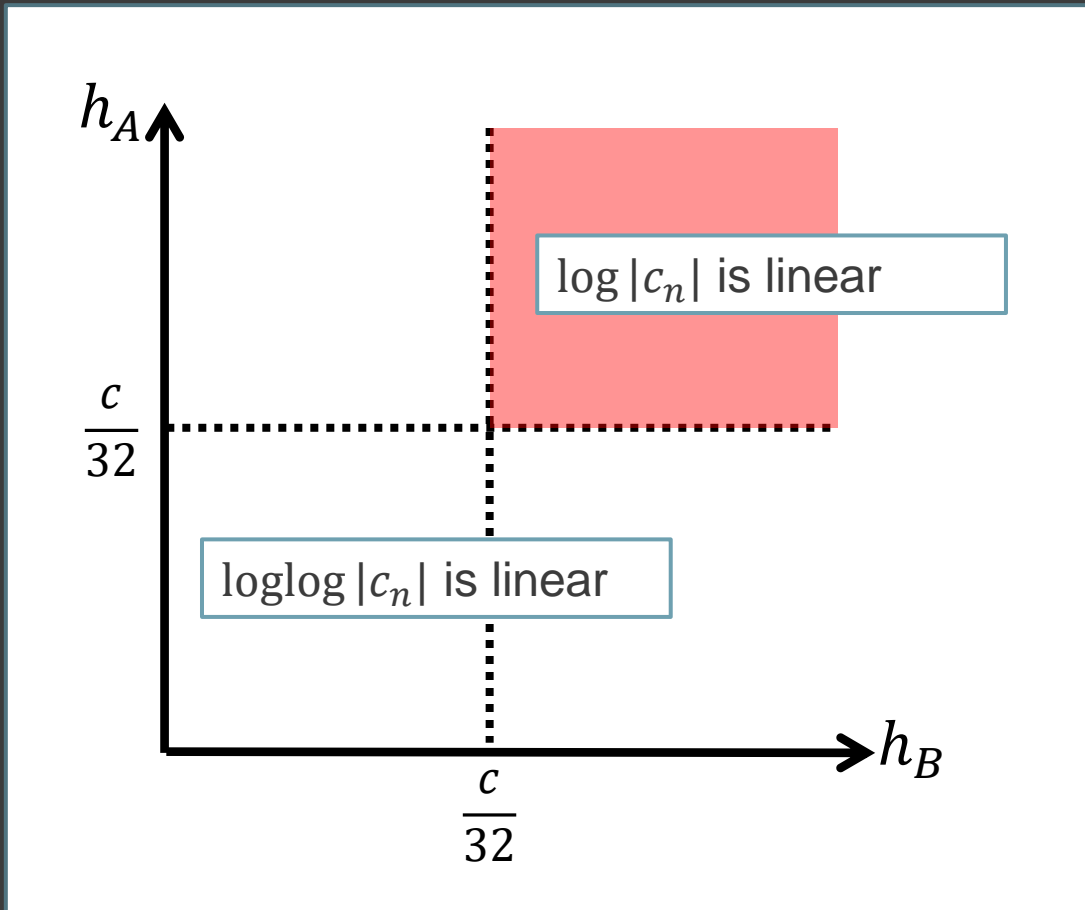 h_A
log |c_n| is linear
c
32
loglog |c_n| is linear
h_B
c
32